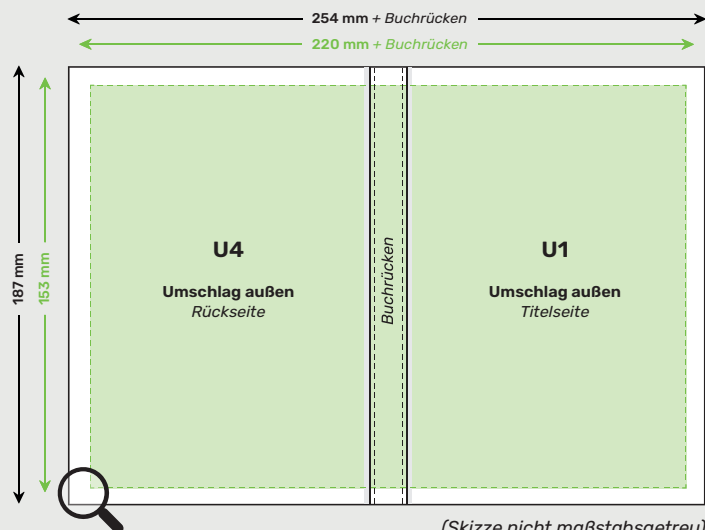 254 mm + Buchrücken
220 mm + Buchrücken
187 mm
153 mm
U4
Umschlag außen
Rückseite
Buchrücken
U1
Umschlag außen
Titelseite
(Skizze nicht maßstabsgetreu)